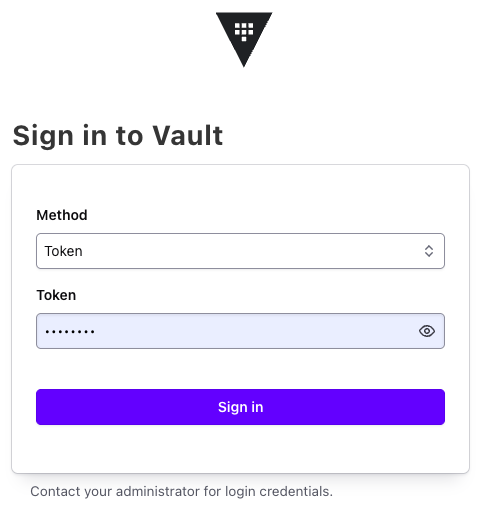 Sign in to Vault
Method
Token
Token
••••••••
Sign in
Contact your administrator for login credentials.